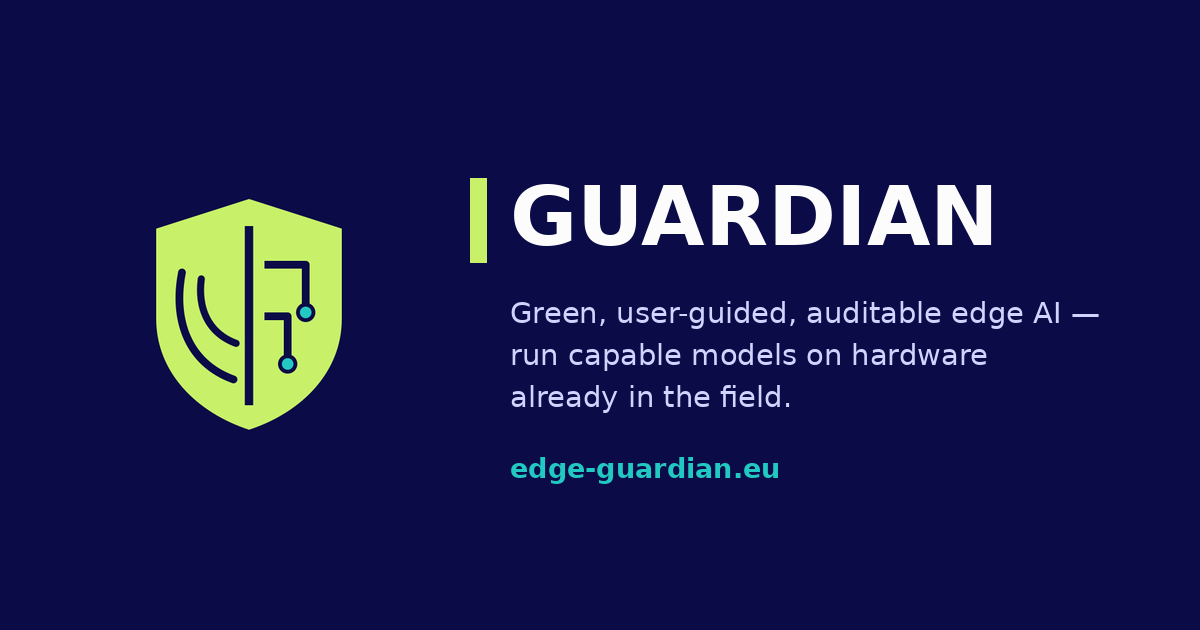 GUARDIAN
Green, user-guided, auditable edge AI —
run capable models on hardware
already in the field.
edge-guardian.eu